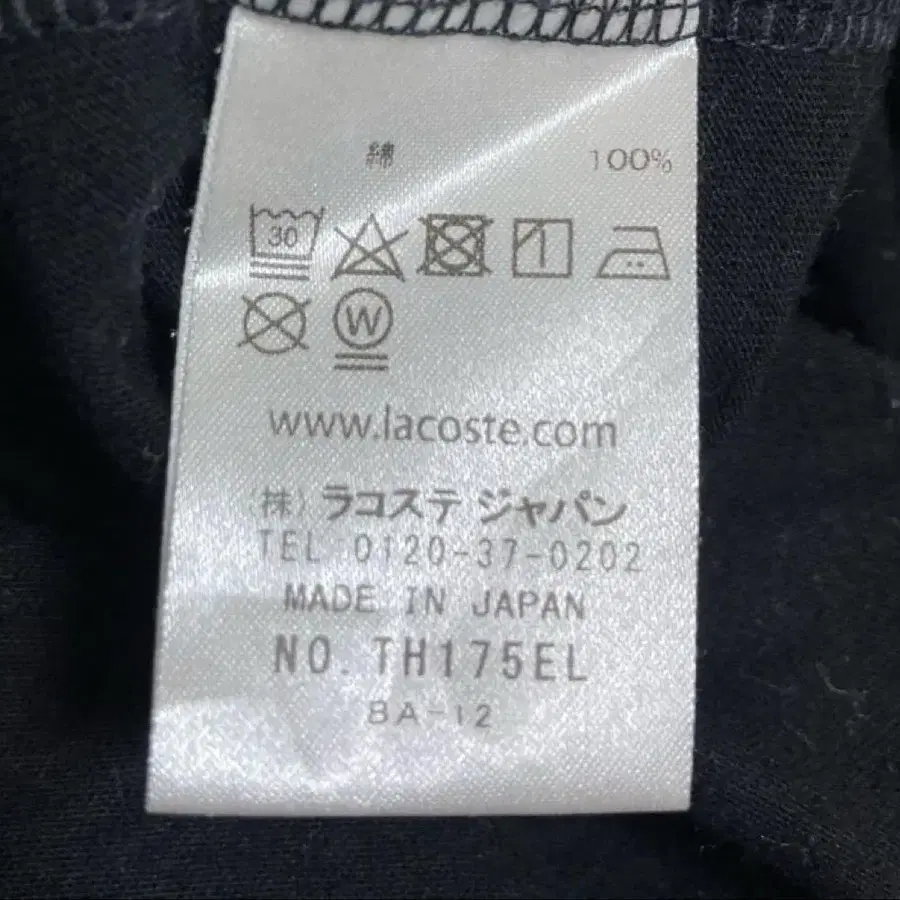 綿 100%
30
W
www.lacoste.com
(株) ラコステ ジャパン
TEL 0120-37-0202
MADE IN JAPAN
NO. TH175EL
BA-12